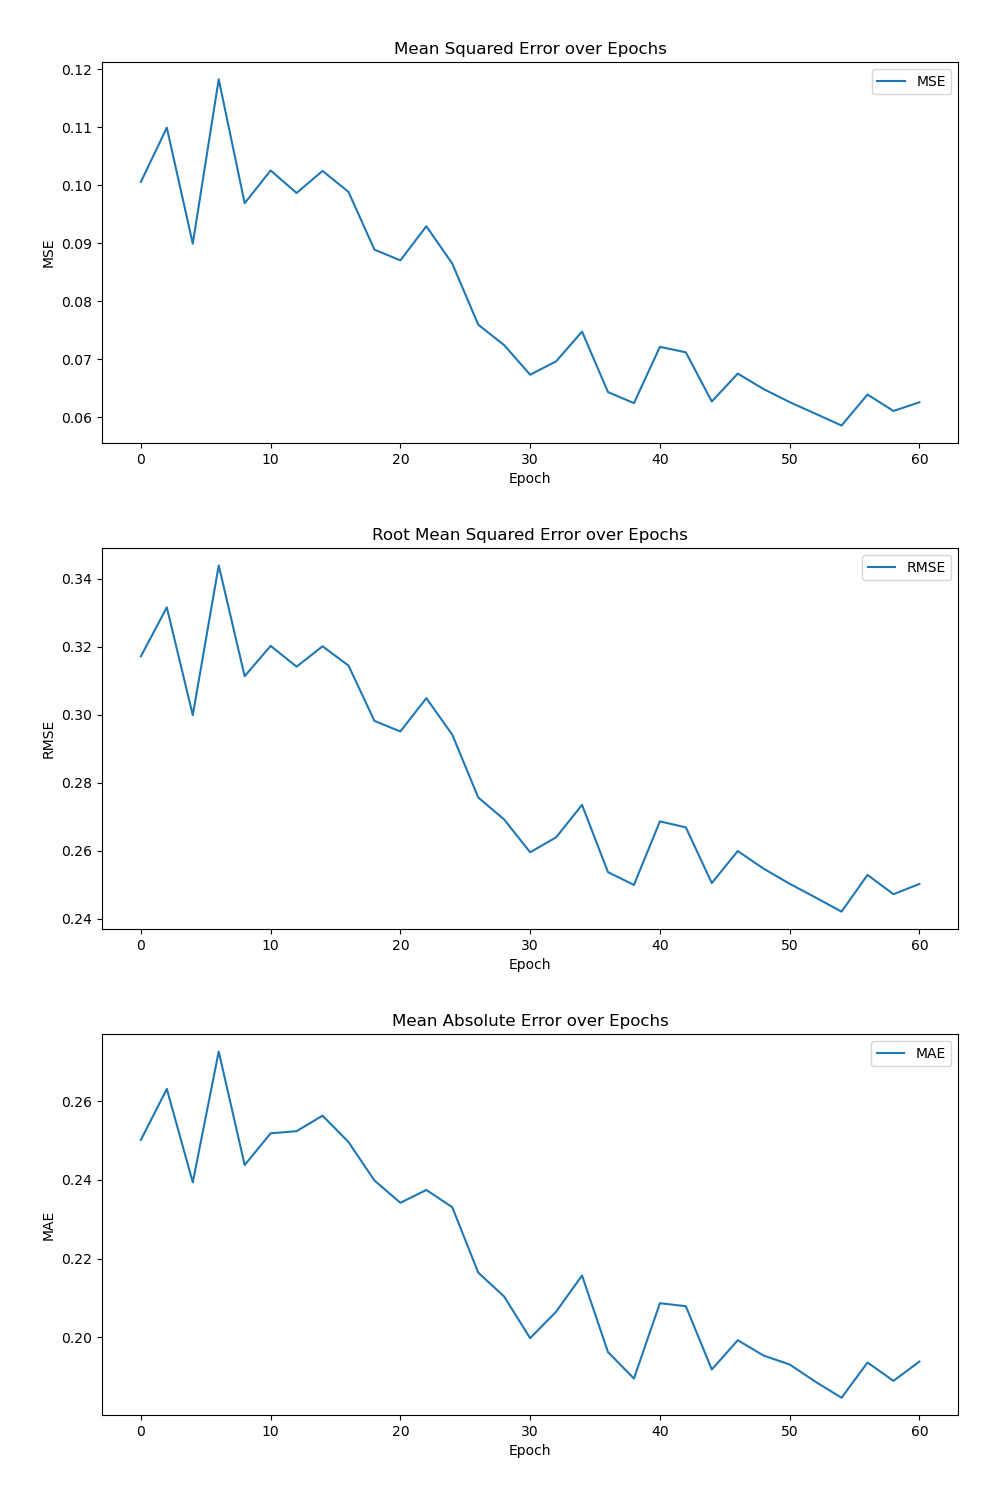 Mean Squared Error over Epochs
MSE
0.12
0.11
0.10
0.09
0.08
0.07
0.06
MSE
0 10 20 30 40 50 60
Epoch
Root Mean Squared Error over Epochs
RMSE
0.34
0.32
0.30
0.28
0.26
0.24
RMSE
0 10 20 30 40 50 60
Epoch
Mean Absolute Error over Epochs
MAE
0.26
0.24
0.22
0.20
MAE
0 10 20 30 40 50 60
Epoch